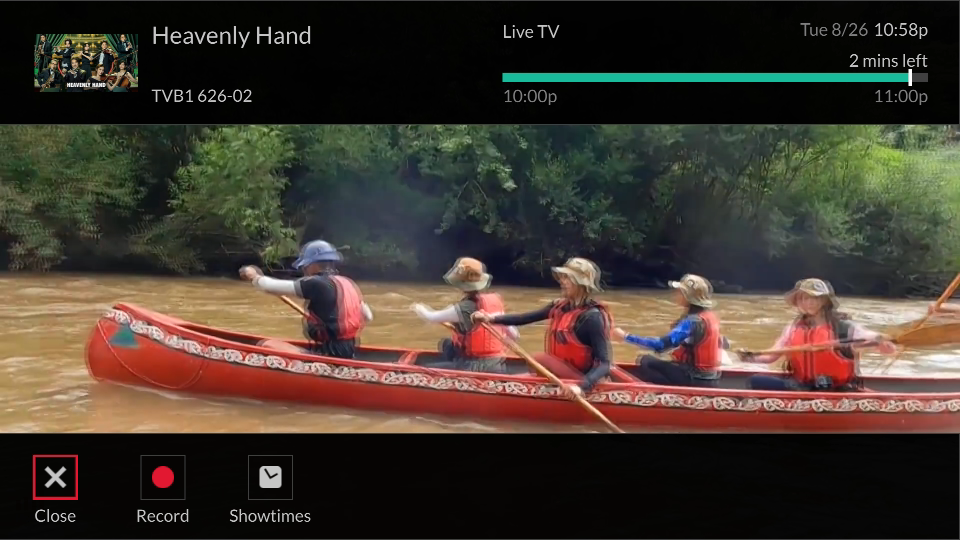 Heavenly Hand
HEAVENLY HAND
TVB1 626-02
Live TV
Tue 8/26 10:58p
2 mins left
10:00p
11:00p
Close
Record
Showtimes